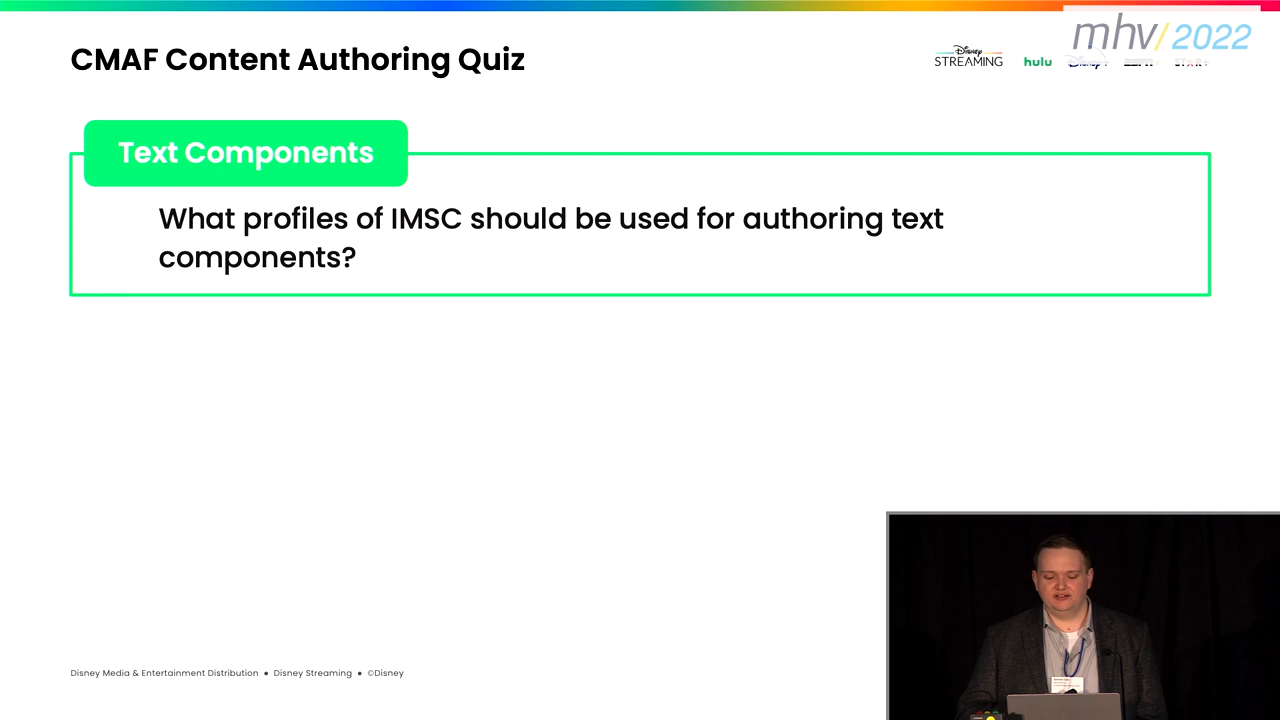 mhv/2022
CMAF Content Authoring Quiz
Disney
STREAMING
hulu
Text Components
What profiles of IMSC should be used for authoring text
components?
Disney Media & Entertainment Distribution • Disney Streaming • ©Disney